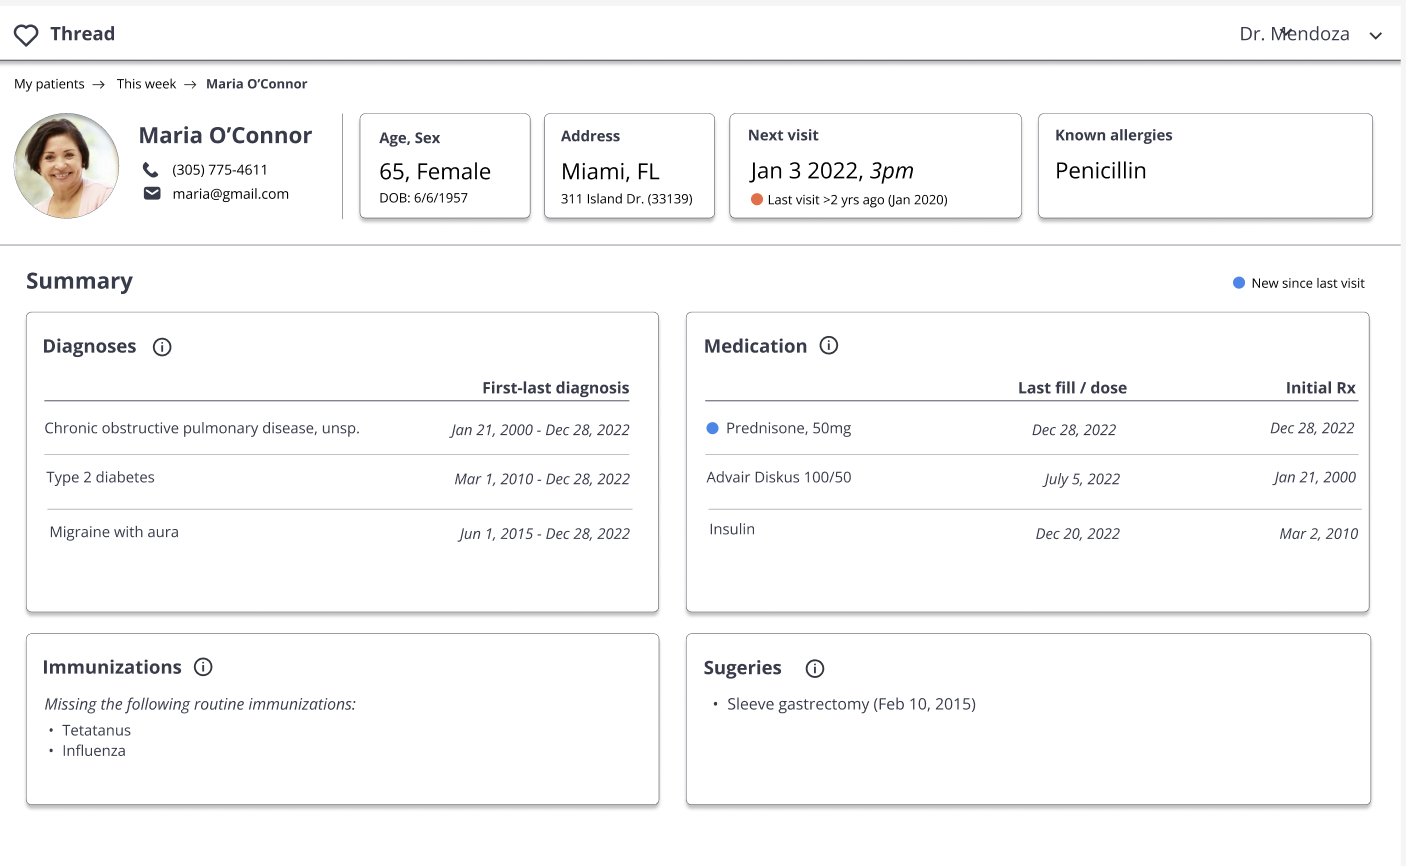 Thread
Dr. Mendoza
My patients → This week → Maria O’Connor
Maria O’Connor
(305) 775-4611
maria@gmail.com
Age, Sex
65, Female
DOB: 6/6/1957
Address
Miami, FL
311 Island Dr. (33139)
Next visit
Jan 3 2022, 3pm
Last visit >2 yrs ago (Jan 2020)
Known allergies
Penicillin
Summary
New since last visit
Diagnoses
First-last diagnosis
Chronic obstructive pulmonary disease, unsp. Jan 21, 2000 - Dec 28, 2022
Type 2 diabetes Mar 1, 2010 - Dec 28, 2022
Migraine with aura Jun 1, 2015 - Dec 28, 2022
Medication
Last fill / dose Initial Rx
Prednisone, 50mg Dec 28, 2022 Dec 28, 2022
Advair Diskus 100/50 July 5, 2022 Jan 21, 2000
Insulin Dec 20, 2022 Mar 2, 2010
Immunizations
Missing the following routine immunizations:
• Tetatanus
• Influenza
Sugeries
• Sleeve gastrectomy (Feb 10, 2015)